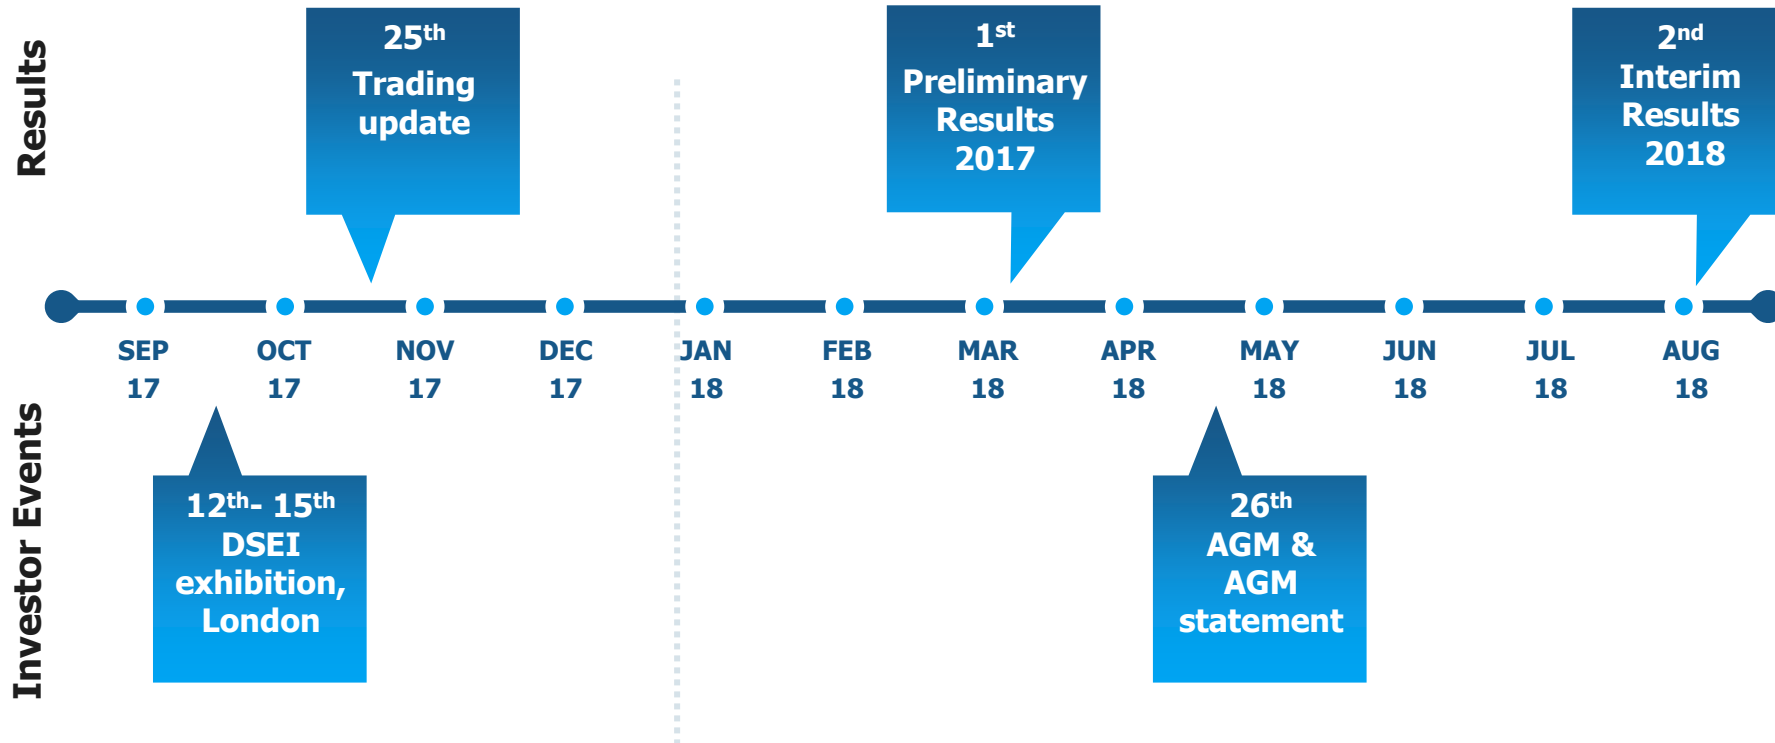 Results
25th
Trading
update
1st
Preliminary
Results
2017
2nd
Interim
Results
2018
SEP OCT NOV DEC JAN FEB MAR APR MAY JUN JUL AUG
17 17 17 17 18 18 18 18 18 18 18 18
Investor Events
12th- 15th
DSEI
exhibition,
London
26th
AGM &
AGM
statement